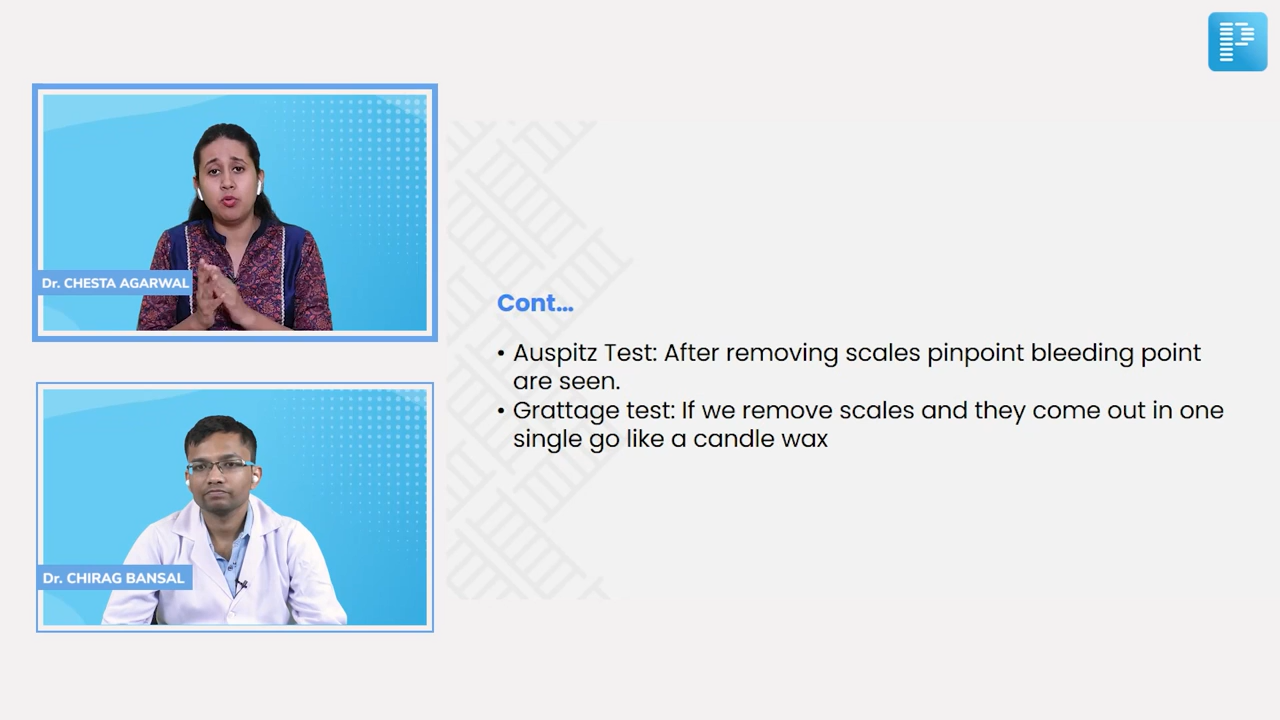 Dr. CHESTA AGARWAL
Dr. CHIRAG BANSAL
Cont...
• Auspitz Test: After removing scales pinpoint bleeding point
are seen.
• Grattage test: If we remove scales and they come out in one
single go like a candle wax